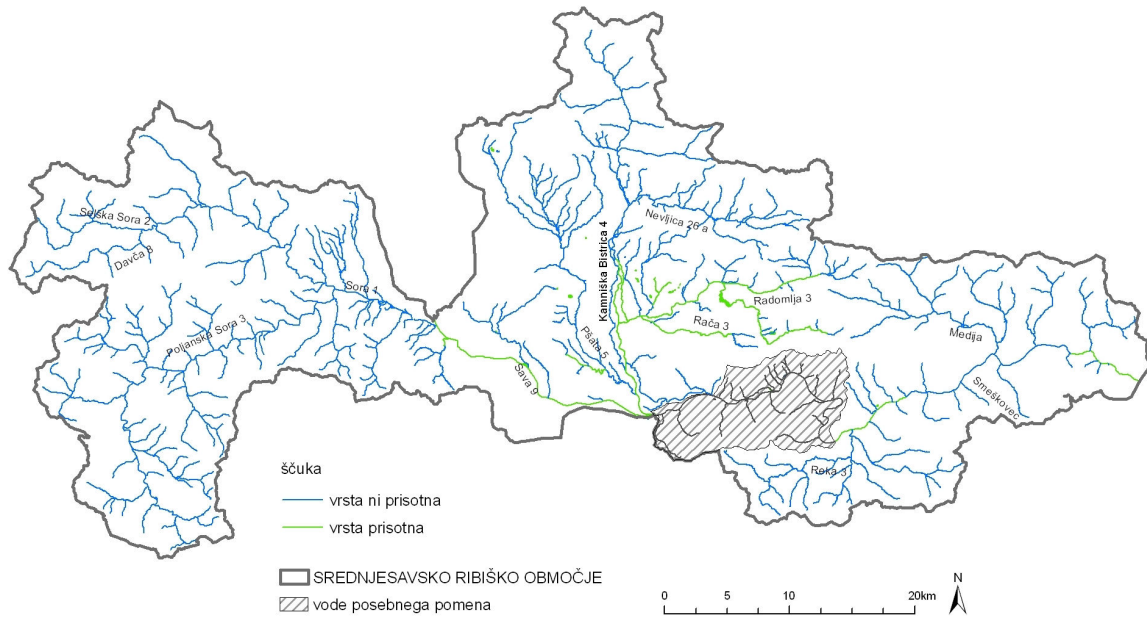 Selška Sora 2
Davča 8
Sora 1
Poljanska Sora 3
Sava 9
Pšata 5
Kamniška Bistrica 4
Nevljica 26 a
Radomlja 3
Rača 3
Medija
Smeškovec
Reka 3
ščuka
vrsta ni prisotna
vrsta prisotna
SREDNJESAVSKO RIBIŠKO OBMOČJE
vode posebnega pomena
0 5 10 20km
N